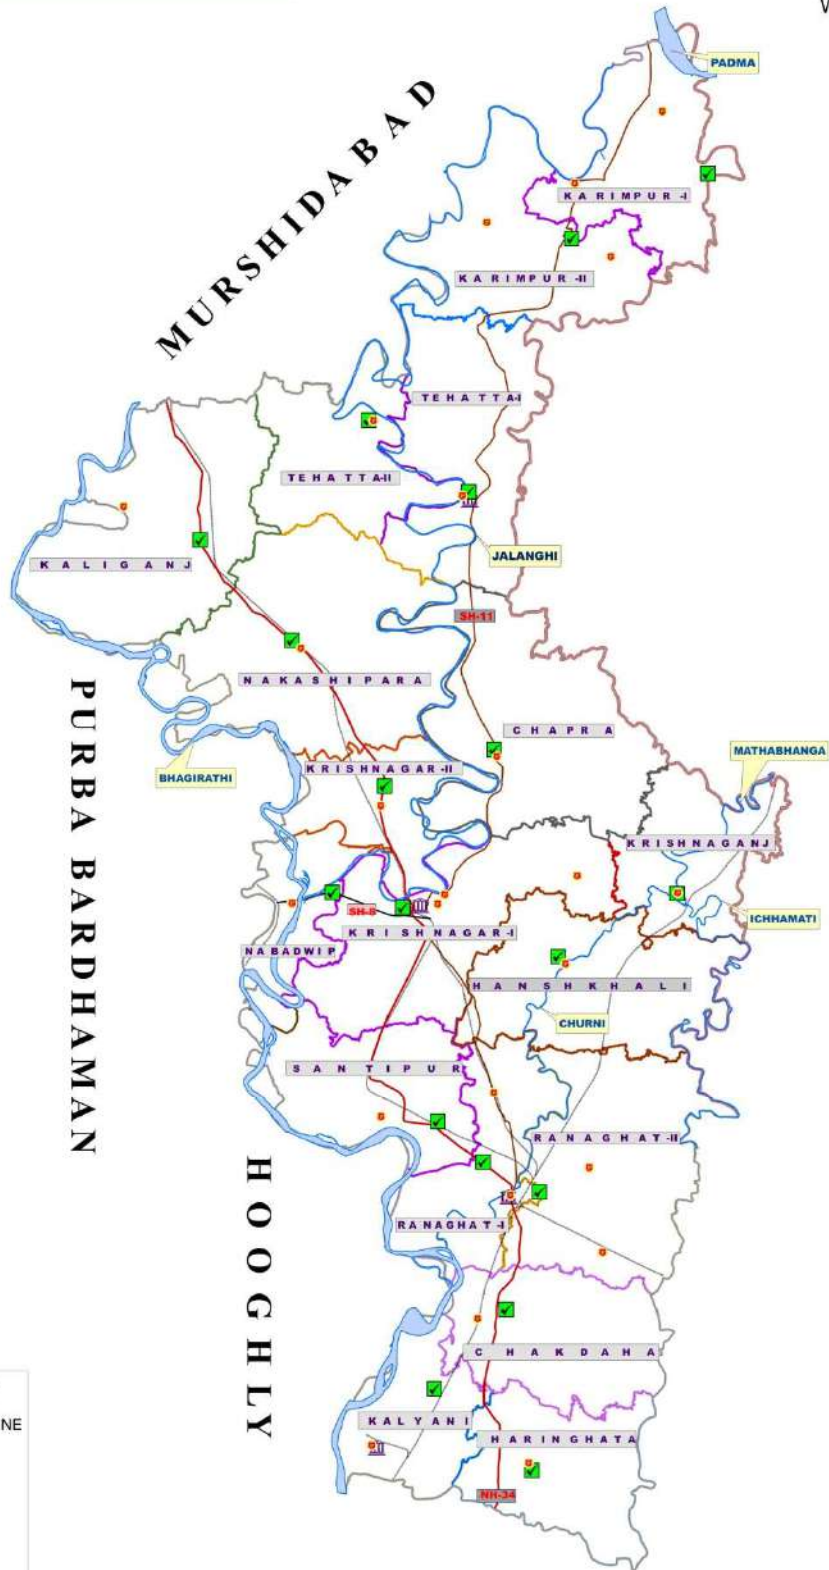 W
PADMA
MURSHIDABAD
KARIMPUR -I
KARIMPUR -II
TEHATTA-I
TEHATTA-II
JALANGHI
KALIGANJ
SH-11
NAKASHIPARA
CHAPRA
PURBA BARDHAMAN
MATHABHANGA
BHAGIRATHI
KRISHNAGAR -II
KRISHNAGANJ
SH-8
ICHHAMATI
KRISHNAGAR-I
NABADWIP
HANSHKHALI
CHURNI
SANTIPUR
RANAGHAT-II
HOOGHLY
RANAGHAT-I
CHAKDAHA
NE
KALYANI
HARINGHATA
NH-34